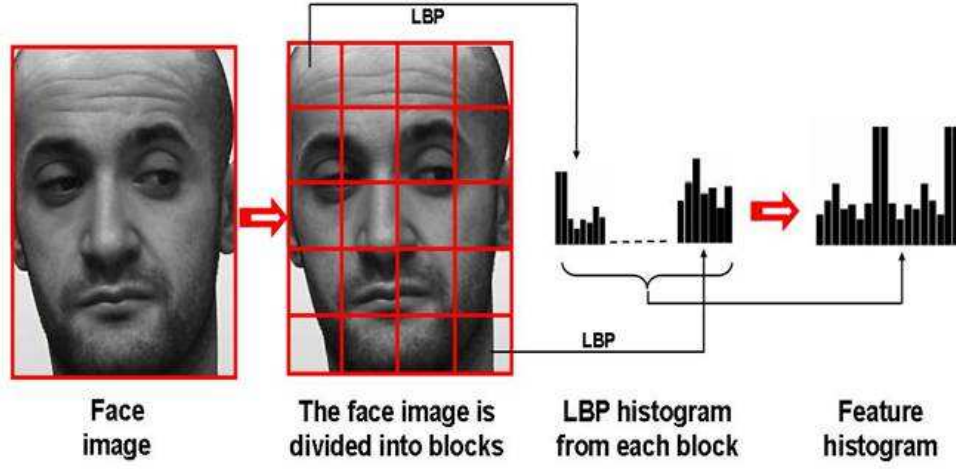 LBP
LBP
Face
image
The face image is
divided into blocks
LBP histogram
from each block
Feature
histogram